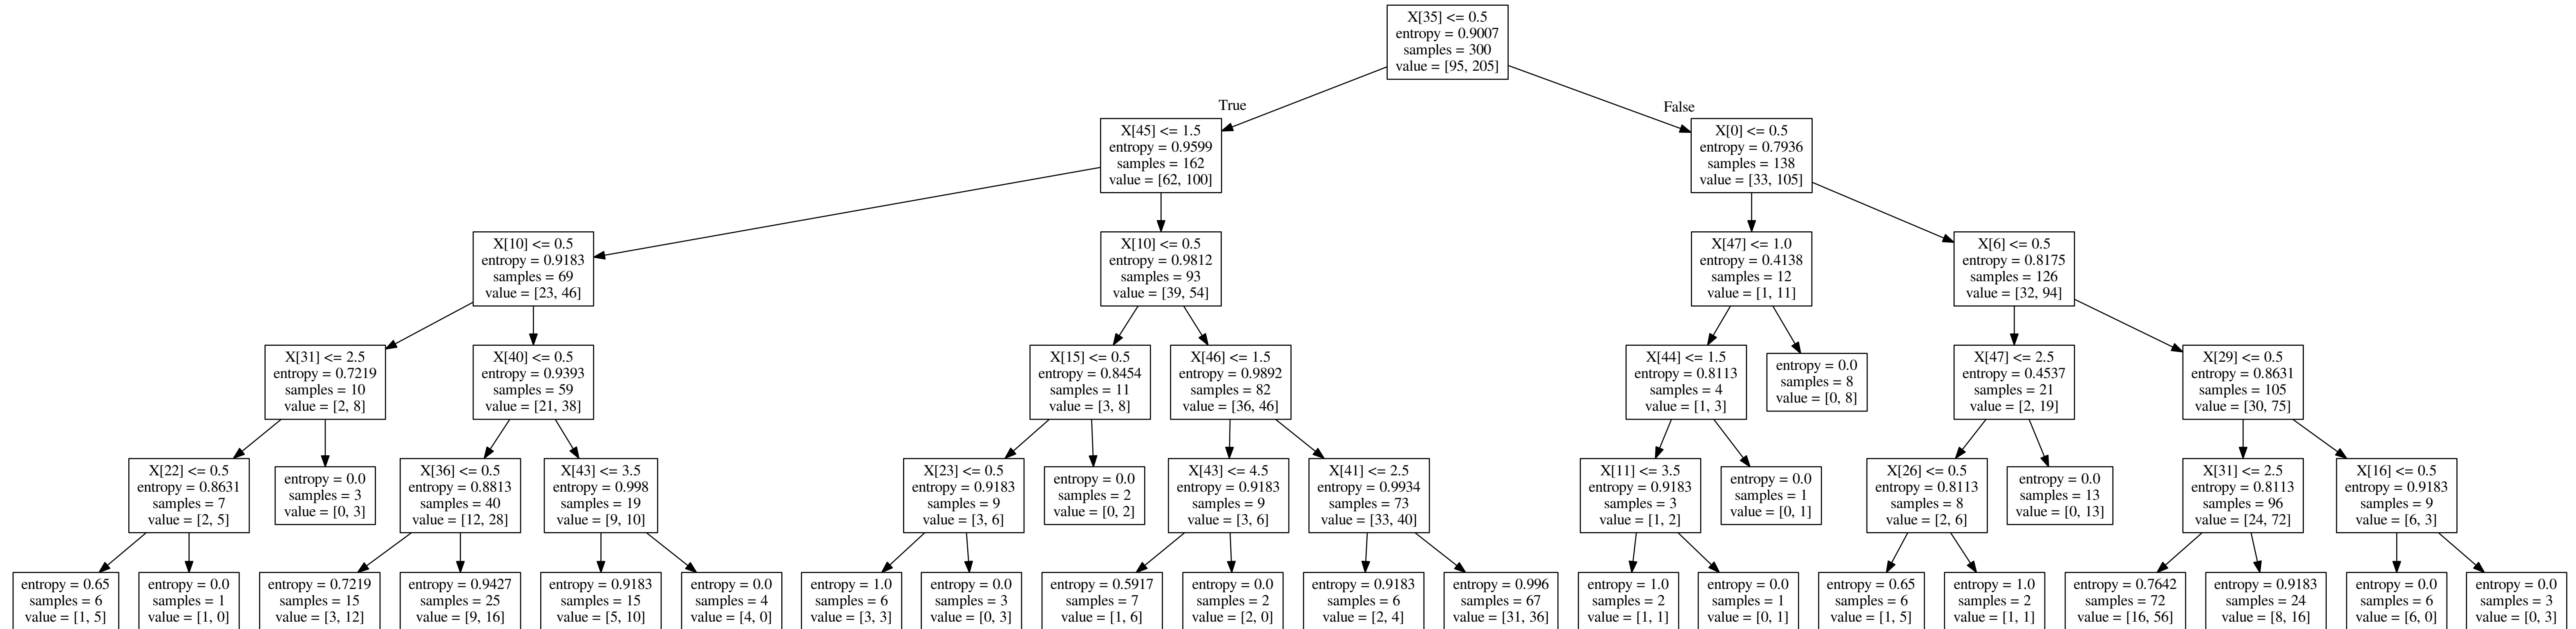 X[35] <= 0.5
entropy = 0.9007
samples = 300
value = [95, 205]
True
False
X[45] <= 1.5
entropy = 0.9599
samples = 162
value = [62, 100]
X[0] <= 0.5
entropy = 0.7936
samples = 138
value = [33, 105]
X[10] <= 0.5
entropy = 0.9183
samples = 69
value = [23, 46]
X[10] <= 0.5
entropy = 0.9812
samples = 93
value = [39, 54]
X[47] <= 1.0
entropy = 0.4138
samples = 12
value = [1, 11]
X[6] <= 0.5
entropy = 0.8175
samples = 126
value = [32, 94]
X[31] <= 2.5
entropy = 0.7219
samples = 10
value = [2, 8]
X[40] <= 0.5
entropy = 0.9393
samples = 59
value = [21, 38]
X[15] <= 0.5
entropy = 0.8454
samples = 11
value = [3, 8]
X[46] <= 1.5
entropy = 0.9892
samples = 82
value = [36, 46]
X[44] <= 1.5
entropy = 0.8113
samples = 4
value = [1, 3]
entropy = 0.0
samples = 8
value = [0, 8]
X[47] <= 2.5
entropy = 0.4537
samples = 21
value = [2, 19]
X[29] <= 0.5
entropy = 0.8631
samples = 105
value = [30, 75]
X[22] <= 0.5
entropy = 0.8631
samples = 7
value = [2, 5]
entropy = 0.0
samples = 3
value = [0, 3]
X[36] <= 0.5
entropy = 0.8813
samples = 40
value = [12, 28]
X[43] <= 3.5
entropy = 0.998
samples = 19
value = [9, 10]
X[23] <= 0.5
entropy = 0.9183
samples = 9
value = [3, 6]
entropy = 0.0
samples = 2
value = [0, 2]
X[43] <= 4.5
entropy = 0.9183
samples = 9
value = [3, 6]
X[41] <= 2.5
entropy = 0.9934
samples = 73
value = [33, 40]
X[11] <= 3.5
entropy = 0.9183
samples = 3
value = [1, 2]
entropy = 0.0
samples = 1
value = [0, 1]
X[26] <= 0.5
entropy = 0.8113
samples = 8
value = [2, 6]
entropy = 0.0
samples = 13
value = [0, 13]
X[31] <= 2.5
entropy = 0.8113
samples = 96
value = [24, 72]
X[16] <= 0.5
entropy = 0.9183
samples = 9
value = [6, 3]
entropy = 0.65
samples = 6
value = [1, 5]
entropy = 0.0
samples = 1
value = [1, 0]
entropy = 0.7219
samples = 15
value = [3, 12]
entropy = 0.9427
samples = 25
value = [9, 16]
entropy = 0.9183
samples = 15
value = [5, 10]
entropy = 0.0
samples = 4
value = [4, 0]
entropy = 1.0
samples = 6
value = [3, 3]
entropy = 0.0
samples = 3
value = [0, 3]
entropy = 0.5917
samples = 7
value = [1, 6]
entropy = 0.0
samples = 2
value = [2, 0]
entropy = 0.9183
samples = 6
value = [2, 4]
entropy = 0.996
samples = 67
value = [31, 36]
entropy = 1.0
samples = 2
value = [1, 1]
entropy = 0.0
samples = 1
value = [0, 1]
entropy = 0.65
samples = 6
value = [1, 5]
entropy = 1.0
samples = 2
value = [1, 1]
entropy = 0.7642
samples = 72
value = [16, 56]
entropy = 0.9183
samples = 24
value = [8, 16]
entropy = 0.0
samples = 6
value = [6, 0]
entropy = 0.0
samples = 3
value = [0, 3]